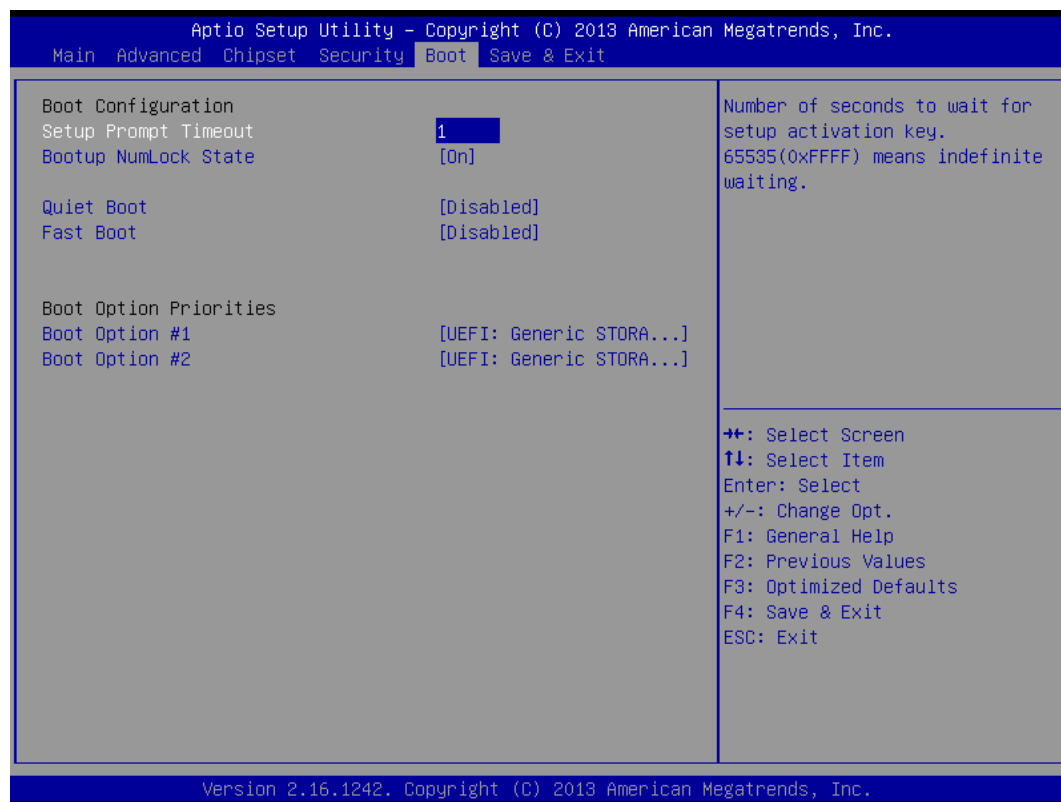 Aptio Setup Utility – Copyright (C) 2013 American Megatrends, Inc.
Main Advanced Chipset Security Boot Save & Exit
Boot Configuration
Setup Prompt Timeout 1
Bootup NumLock State [On]
Quiet Boot [Disabled]
Fast Boot [Disabled]
Boot Option Priorities
Boot Option #1 [UEFI: Generic STORA...]
Boot Option #2 [UEFI: Generic STORA...]
Number of seconds to wait for
setup activation key.
65535(0xFFFF) means indefinite
waiting.
→←: Select Screen
↑↓: Select Item
Enter: Select
+/-: Change Opt.
F1: General Help
F2: Previous Values
F3: Optimized Defaults
F4: Save & Exit
ESC: Exit
Version 2.16.1242. Copyright (C) 2013 American Megatrends, Inc.